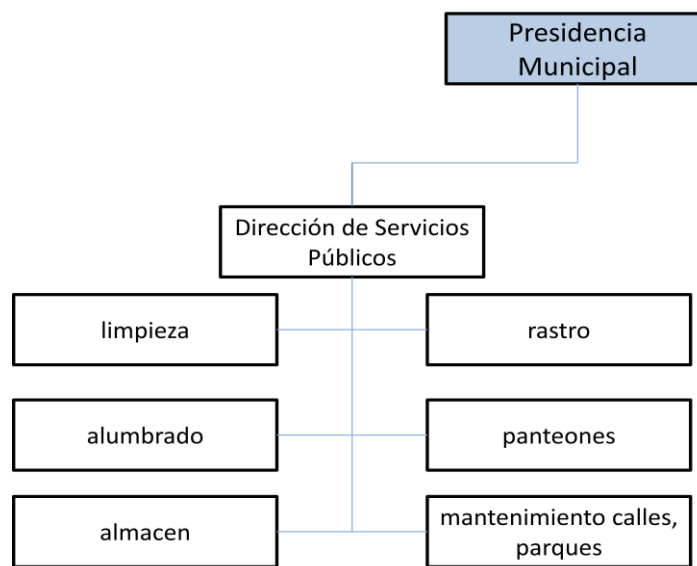 Presidencia
Municipal
Dirección de Servicios
Públicos
limpieza
rastro
alumbrado
panteones
almacen
mantenimiento calles,
parques